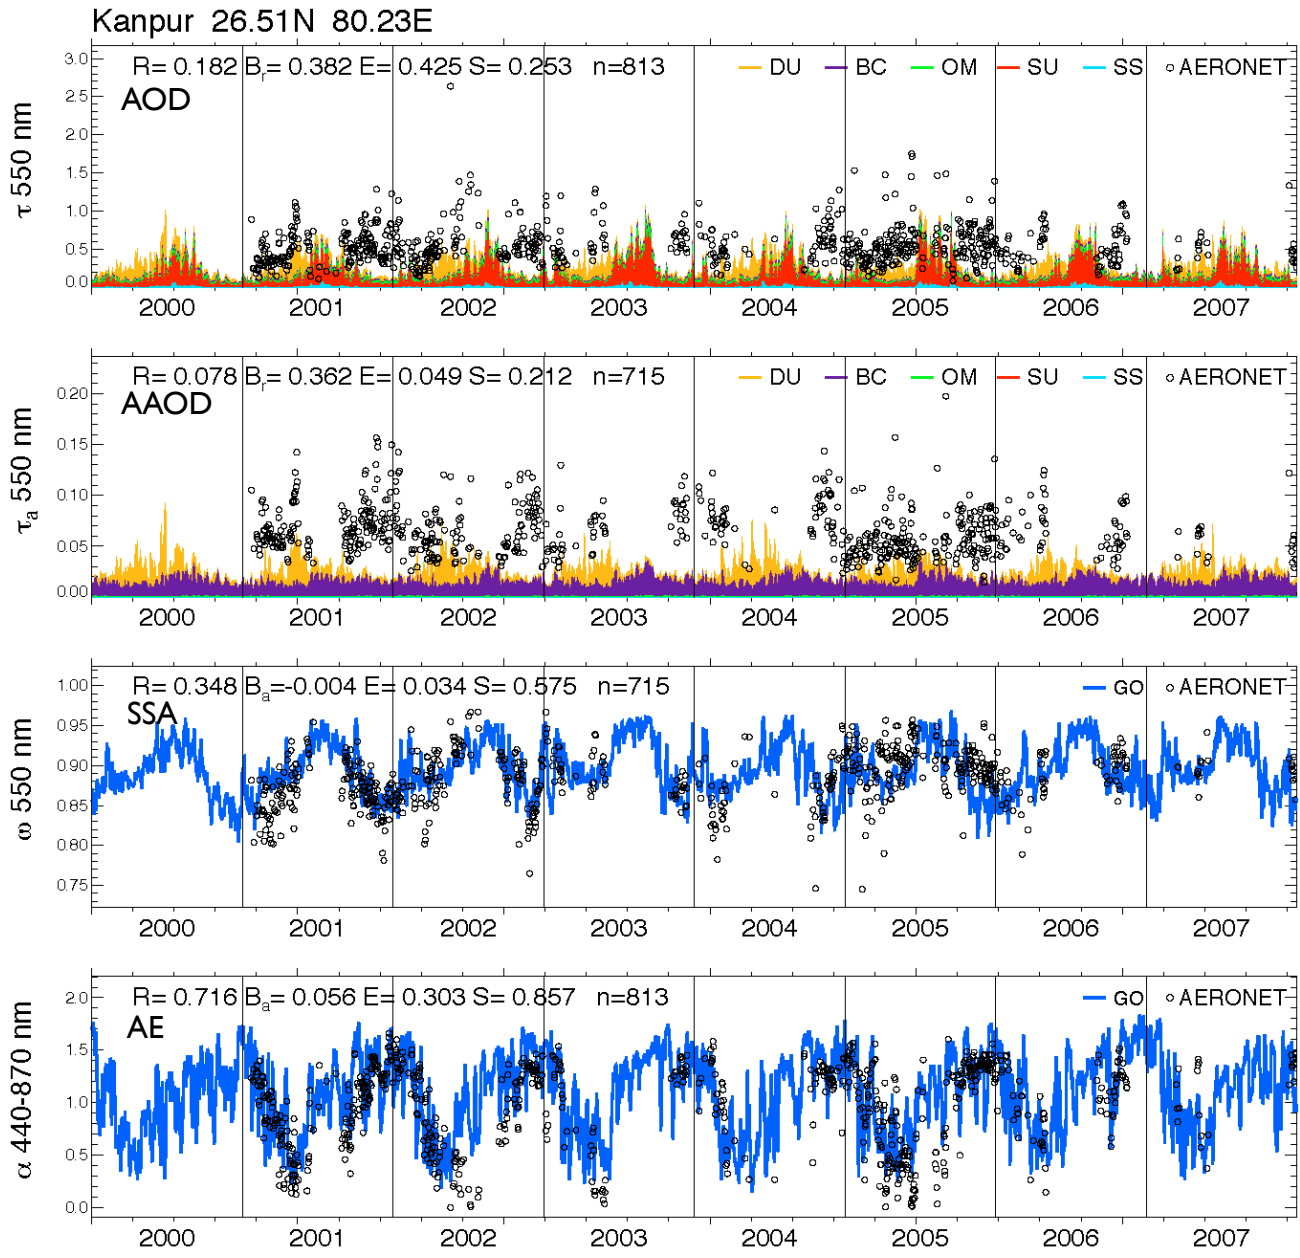 Kanpur 26.51N 80.23E
R= 0.182 Br= 0.382 E= 0.425 S= 0.253 n=813
DU BC OM SU SS AERONET
AOD
τ 550 nm
3.0
2.5
2.0
1.5
1.0
0.5
0.0
2000 2001 2002 2003 2004 2005 2006 2007
R= 0.078 Br= 0.362 E= 0.049 S= 0.212 n=715
DU BC OM SU SS AERONET
AAOD
τa 550 nm
0.20
0.15
0.10
0.05
0.00
2000 2001 2002 2003 2004 2005 2006 2007
R= 0.348 Ba=-0.004 E= 0.034 S= 0.575 n=715
GO AERONET
SSA
ω 550 nm
1.00
0.95
0.90
0.85
0.80
0.75
2000 2001 2002 2003 2004 2005 2006 2007
R= 0.716 Ba= 0.056 E= 0.303 S= 0.857 n=813
GO AERONET
AE
α 440-870 nm
2.0
1.5
1.0
0.5
0.0
2000 2001 2002 2003 2004 2005 2006 2007